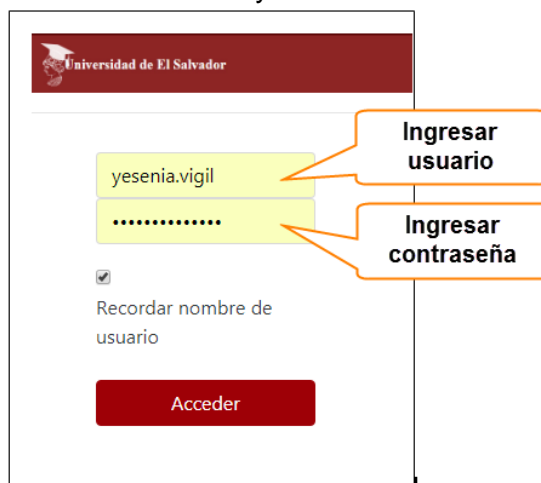 Universidad de El Salvador
Ingresar
usuario
yesenia.vigil
••••••••••••••
Ingresar
contraseña
Recordar nombre de
usuario
Acceder